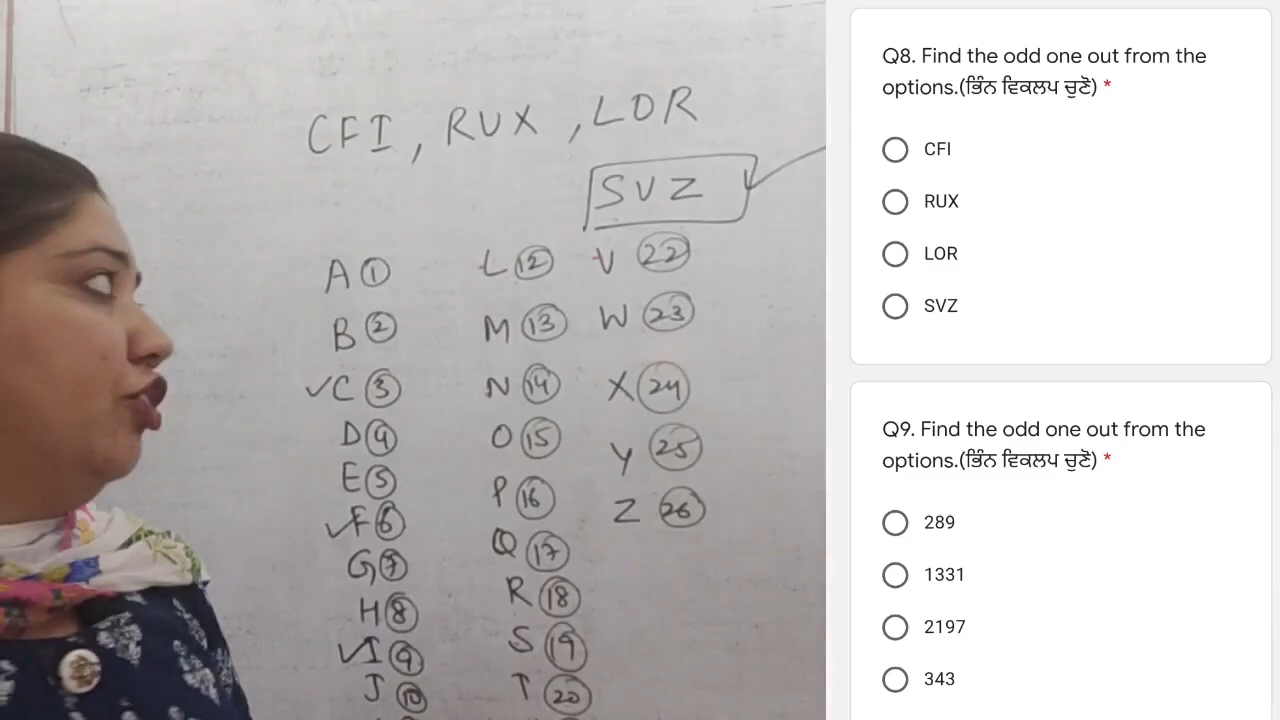 CFI, RUX, LOR
SVZ
A 1
B 2
✓C 3
D 4
E 5
✓F 6
G 7
H 8
✓I 9
J 10
L 12
M 13
N 14
O 15
P 16
Q 17
R 18
S 19
T 20
V 22
W 23
X 24
Y 25
Z 26
Q8. Find the odd one out from the
options.(ਭਿੰਨ ਵਿਕਲਪ ਚੁਣੋ) *
CFI
RUX
LOR
SVZ
Q9. Find the odd one out from the
options.(ਭਿੰਨ ਵਿਕਲਪ ਚੁਣੋ) *
289
1331
2197
343